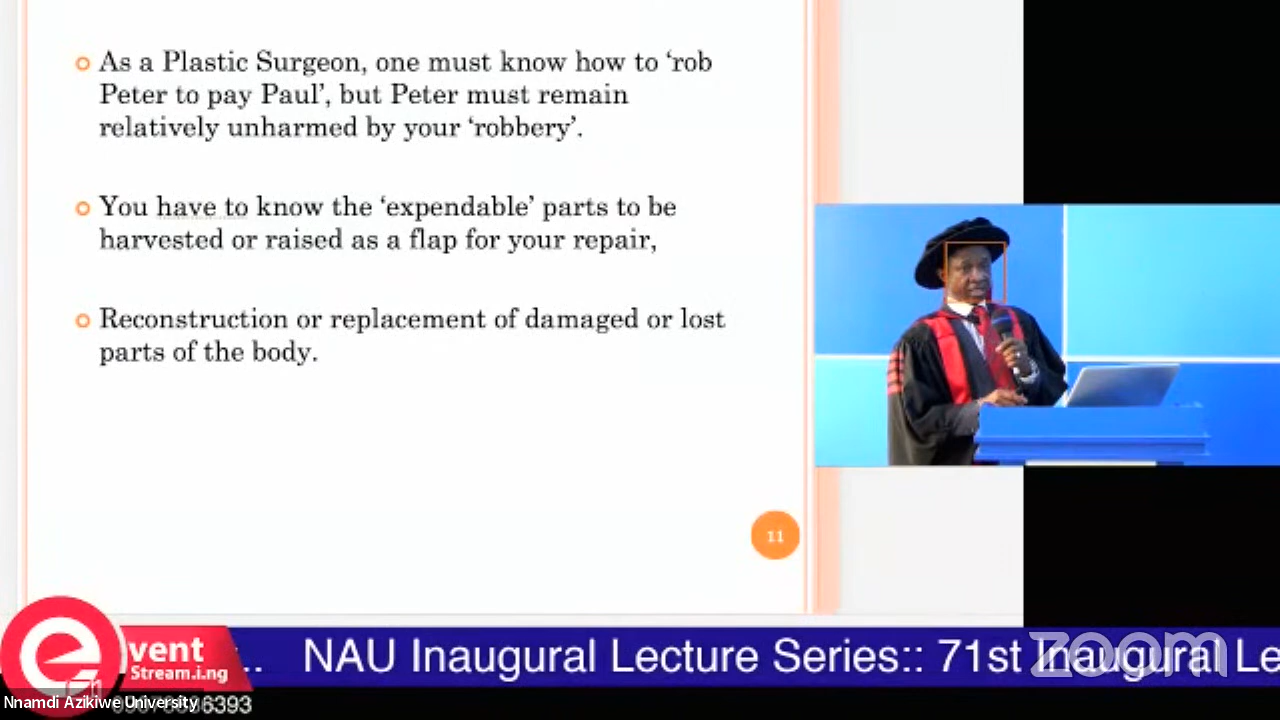 As a Plastic Surgeon, one must know how to ‘rob
Peter to pay Paul’, but Peter must remain
relatively unharmed by your ‘robbery’.
You have to know the ‘expendable’ parts to be
harvested or raised as a flap for your repair,
Reconstruction or replacement of damaged or lost
parts of the body.
11
event
Stream.i.ng
.. NAU Inaugural Lecture Series:: 71st Inaugural Le
zoom
Nnamdi Azikiwe University